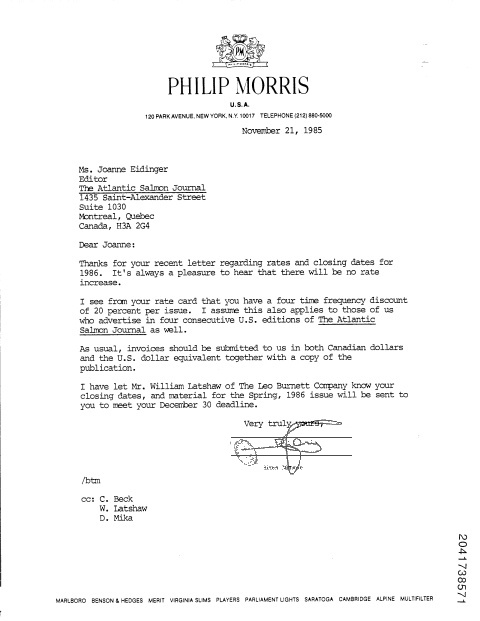 PM
PHILIP MORRIS
U.S.A.
120 PARK AVENUE, NEW YORK, N.Y. 10017 TELEPHONE (212) 880-5000
November 21, 1985
Ms. Joanne Eidinger
Editor
The Atlantic Salmon Journal
1435 Saint-Alexander Street
Suite 1030
Montreal, Quebec
Canada, H3A 2G4
Dear Joanne:
Thanks for your recent letter regarding rates and closing dates for
1986. It's always a pleasure to hear that there will be no rate
increase.
I see from your rate card that you have a four time frequency discount
of 20 percent per issue. I assume this also applies to those of us
who advertise in four consecutive U.S. editions of The Atlantic
Salmon Journal as well.
As usual, invoices should be submitted to us in both Canadian dollars
and the U.S. dollar equivalent together with a copy of the
publication.
I have let Mr. William Latshaw of The Leo Burnett Company know your
closing dates, and material for the Spring, 1986 issue will be sent to
you to meet your December 30 deadline.
Very truly yours,
/btm
cc: C. Beck
W. Latshaw
D. Mika
2041738571
MARLBORO BENSON & HEDGES MERIT VIRGINIA SLIMS PLAYERS PARLIAMENT LIGHTS SARATOGA CAMBRIDGE ALPINE MULTIFILTER